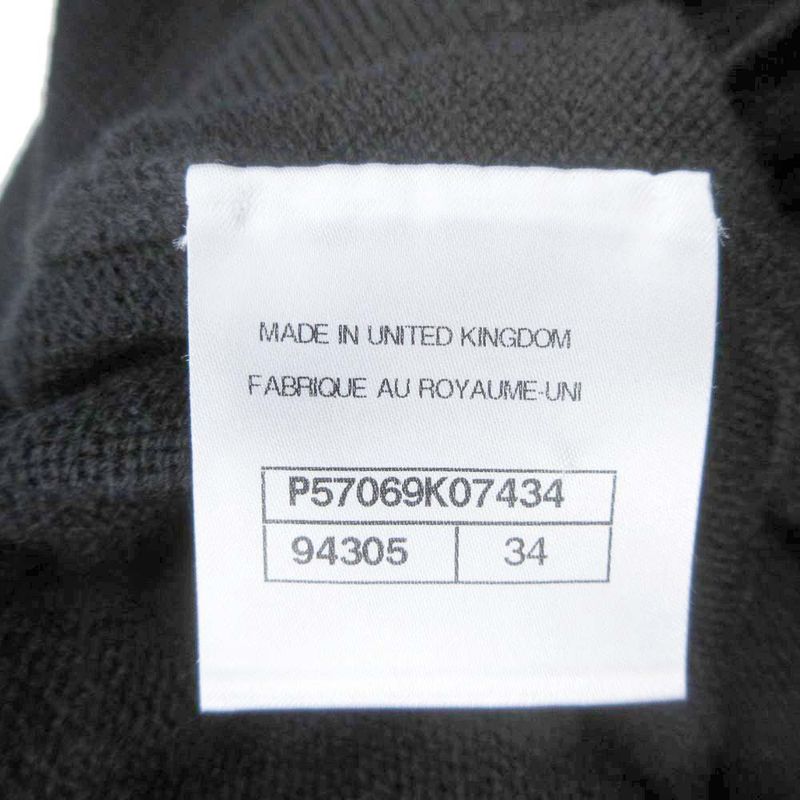 MADE IN UNITED KINGDOM
FABRIQUE AU ROYAUME-UNI
P57069K07434
94305 34